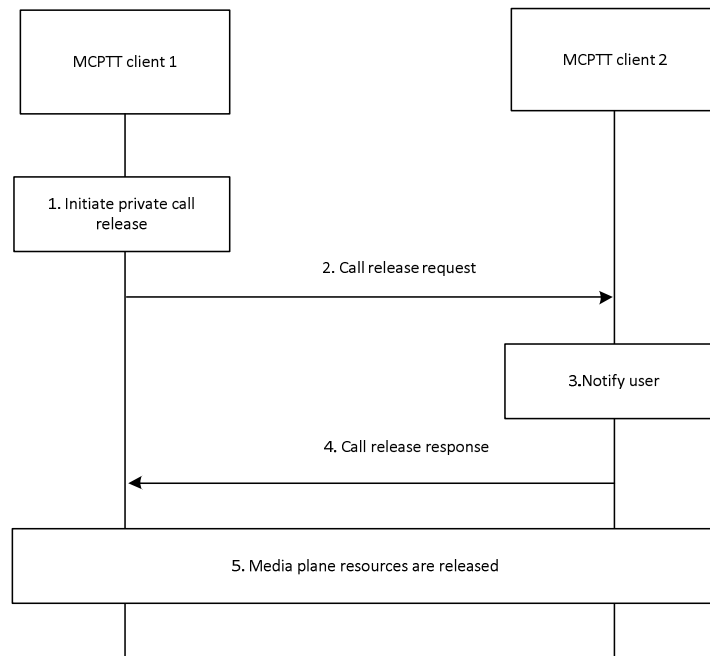 MCPTT client 1
MCPTT client 2
1. Initiate private call
release
2. Call release request
3.Notify user
4. Call release response
5. Media plane resources are released